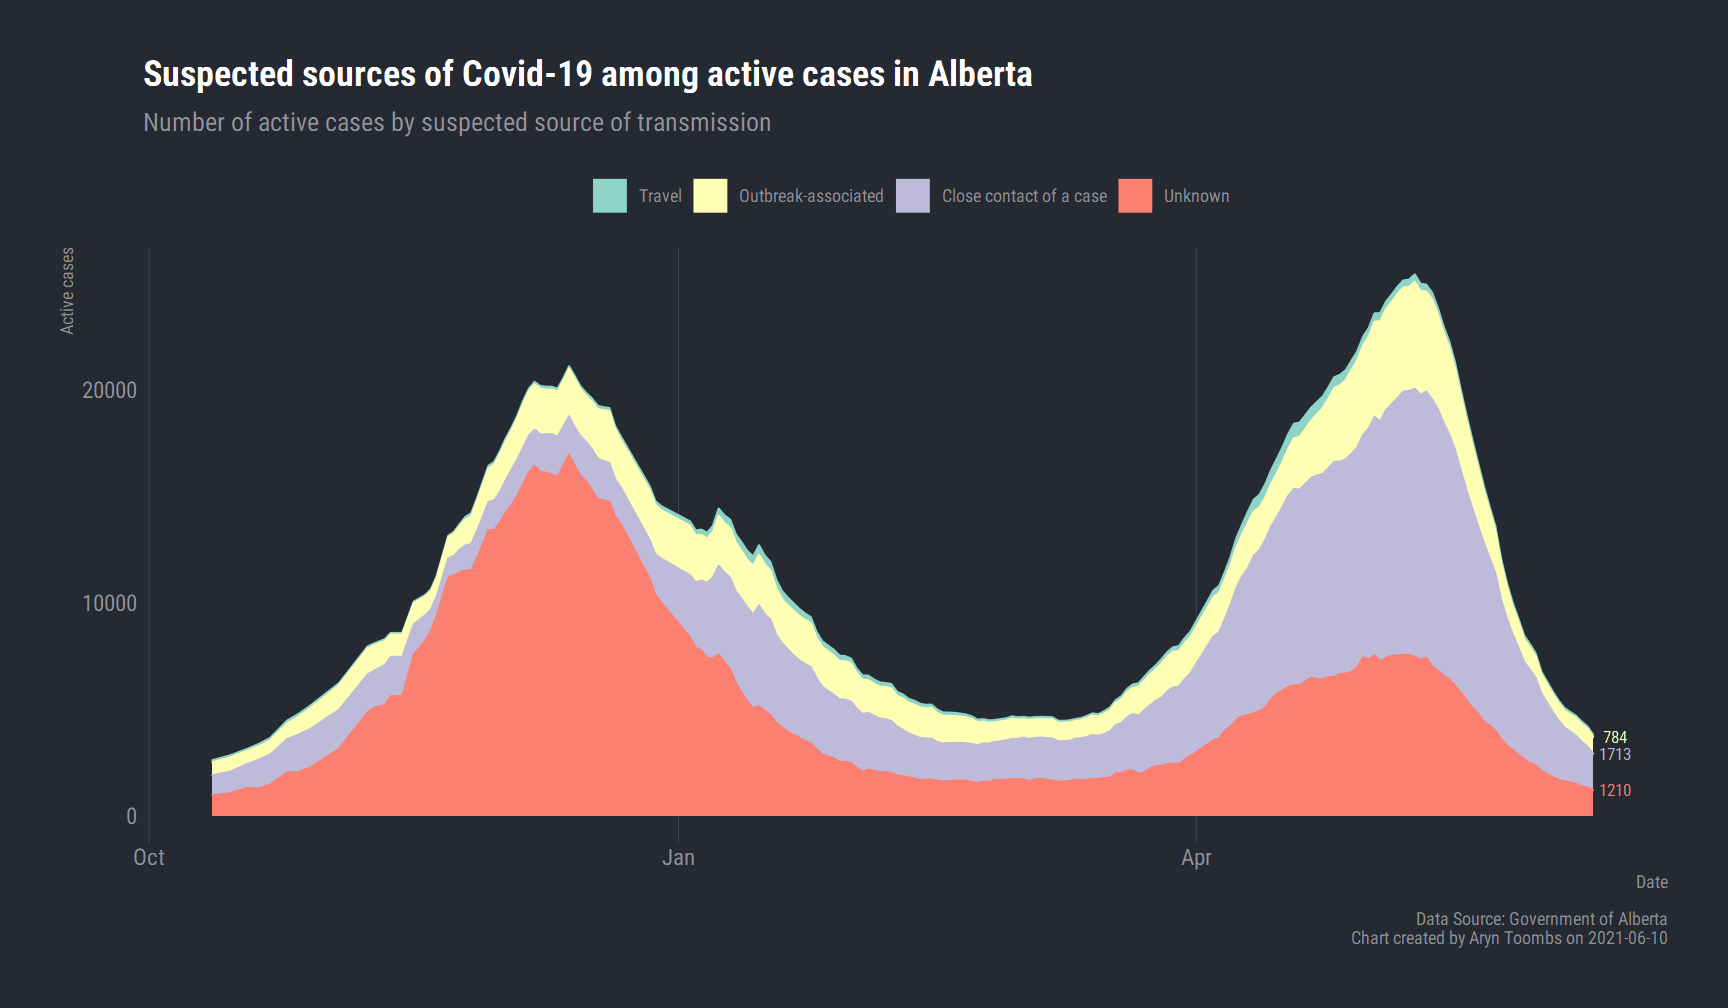 Suspected sources of Covid-19 among active cases in Alberta
Number of active cases by suspected source of transmission
Travel
Outbreak-associated
Close contact of a case
Unknown
Active cases
20000
10000
0
784
1713
1210
Oct
Jan
Apr
Date
Data Source: Government of Alberta
Chart created by Aryn Toombs on 2021-06-10